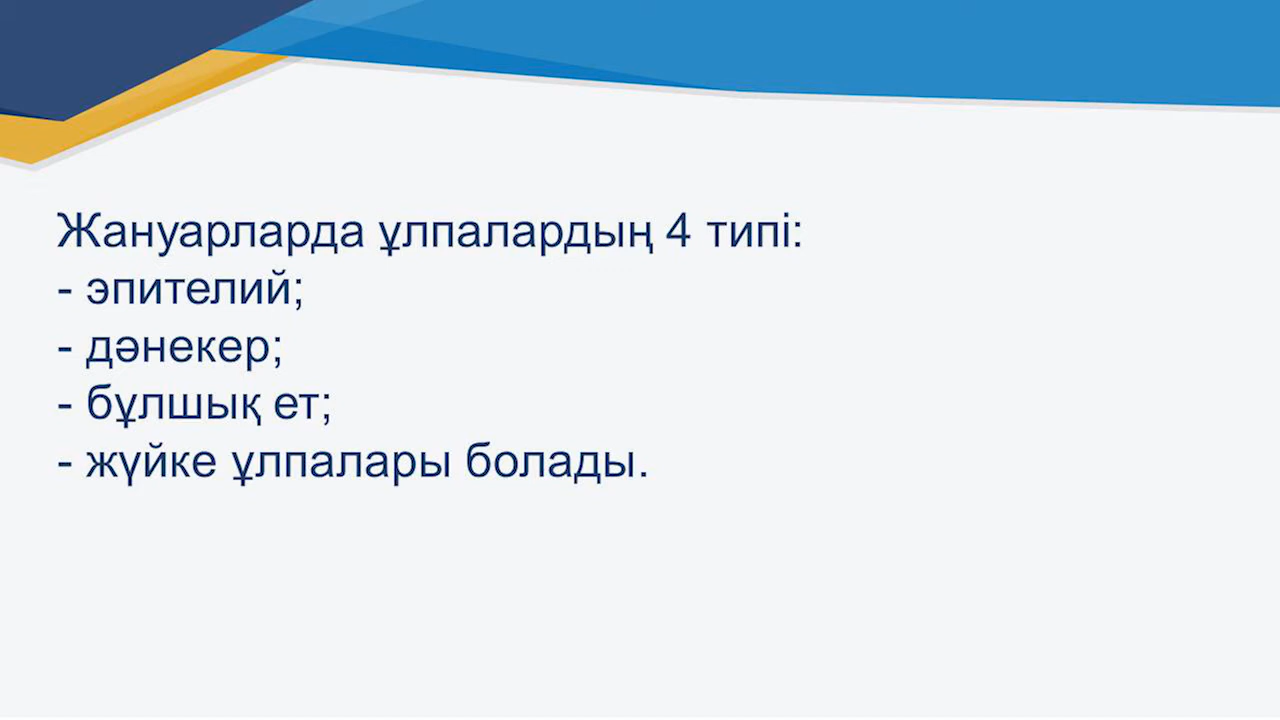 Жануарларда ұлпалардың 4 типі:
- эпителий;
- дәнекер;
- бұлшық ет;
- жүйке ұлпалары болады.